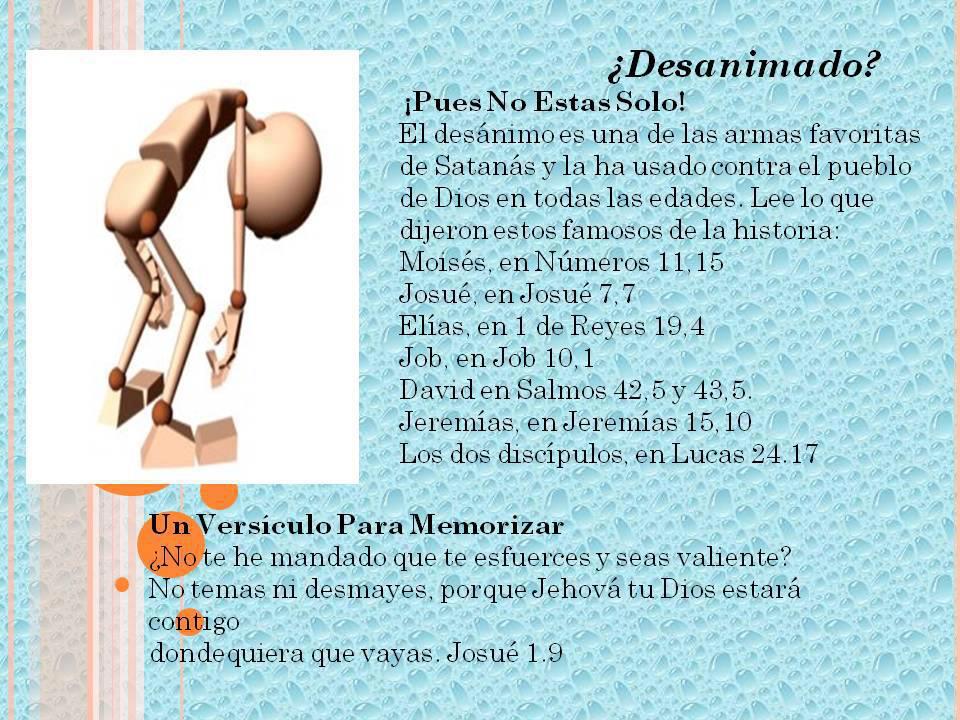 ¿Desanimado?
¡Pues No Estas Solo!
El desánimo es una de las armas favoritas
de Satanás y la ha usado contra el pueblo
de Dios en todas las edades. Lee lo que
dijeron estos famosos de la historia:
Moisés, en Números 11,15
Josué, en Josué 7,7
Elías, en 1 de Reyes 19,4
Job, en Job 10,1
David en Salmos 42,5 y 43,5.
Jeremías, en Jeremías 15,10
Los dos discípulos, en Lucas 24.17
Un Versículo Para Memorizar
¿No te he mandado que te esfuerces y seas valiente?
No temas ni desmayes, porque Jehová tu Dios estará
contigo
dondequiera que vayas. Josué 1.9